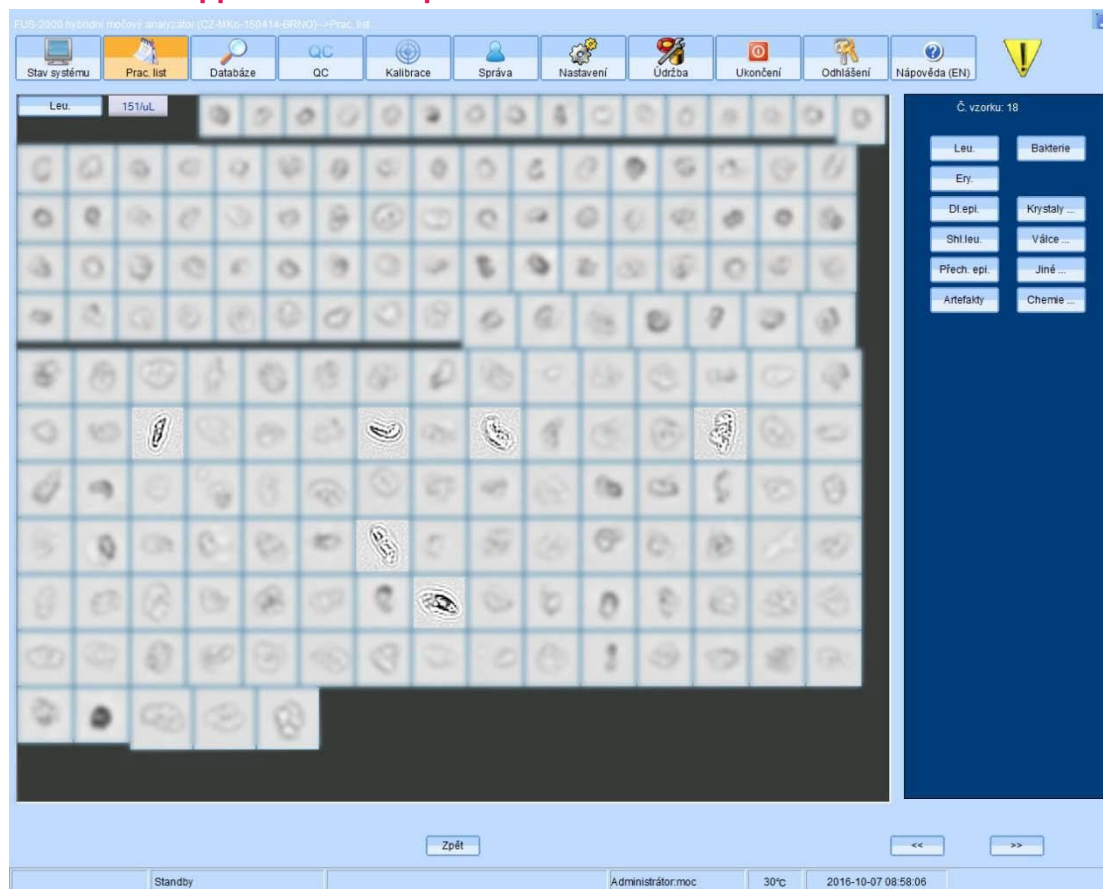 FUS-2000 hybridní močový analyzátor (CZ-MKo-160414-BRNO)-->Prac. list
Stav systému
Prac. list
Databáze
QC
QC
Kalibrace
Správa
Nastavení
Údržba
Ukončení
Odhlášení
Nápověda (EN)
Leu.
151/uL
Č. vzorku: 18
Leu.
Bakterie
Ery.
Dl.epi.
Krystaly ...
Shl.leu.
Válce ...
Přech. epi.
Jiné ...
Artefakty
Chemie ...
Zpět
<<
>>
Standby
Administrátor:moc
30℃
2016-10-07 08:58:06